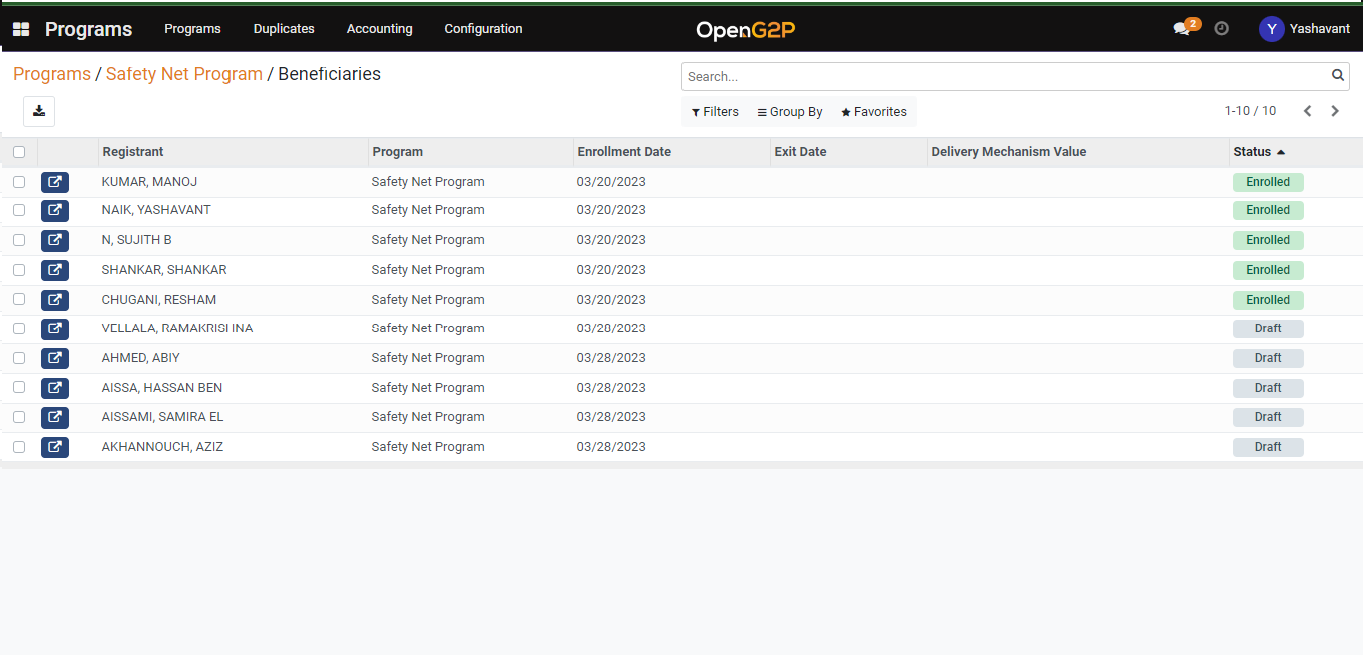 Programs Programs Duplicates Accounting Configuration OpenG2P 2 Y Yashavant
Programs / Safety Net Program / Beneficiaries
Search...
Filters Group By Favorites 1-10 / 10
Registrant Program Enrollment Date Exit Date Delivery Mechanism Value Status
KUMAR, MANOJ Safety Net Program 03/20/2023 Enrolled
NAIK, YASHAVANT Safety Net Program 03/20/2023 Enrolled
N, SUJITH B Safety Net Program 03/20/2023 Enrolled
SHANKAR, SHANKAR Safety Net Program 03/20/2023 Enrolled
CHUGANI, RESHAM Safety Net Program 03/20/2023 Enrolled
VELLALA, Safety Net Program 03/28/2023 Draft
AHMED, ABIY Safety Net Program 03/28/2023 Draft
AISSA, HASSAN BEN Safety Net Program 03/28/2023 Draft
AISSAMI, SAMIRA EL Safety Net Program 03/28/2023 Draft
AKHANNOUCH, AZIZ Safety Net Program 03/28/2023 Draft